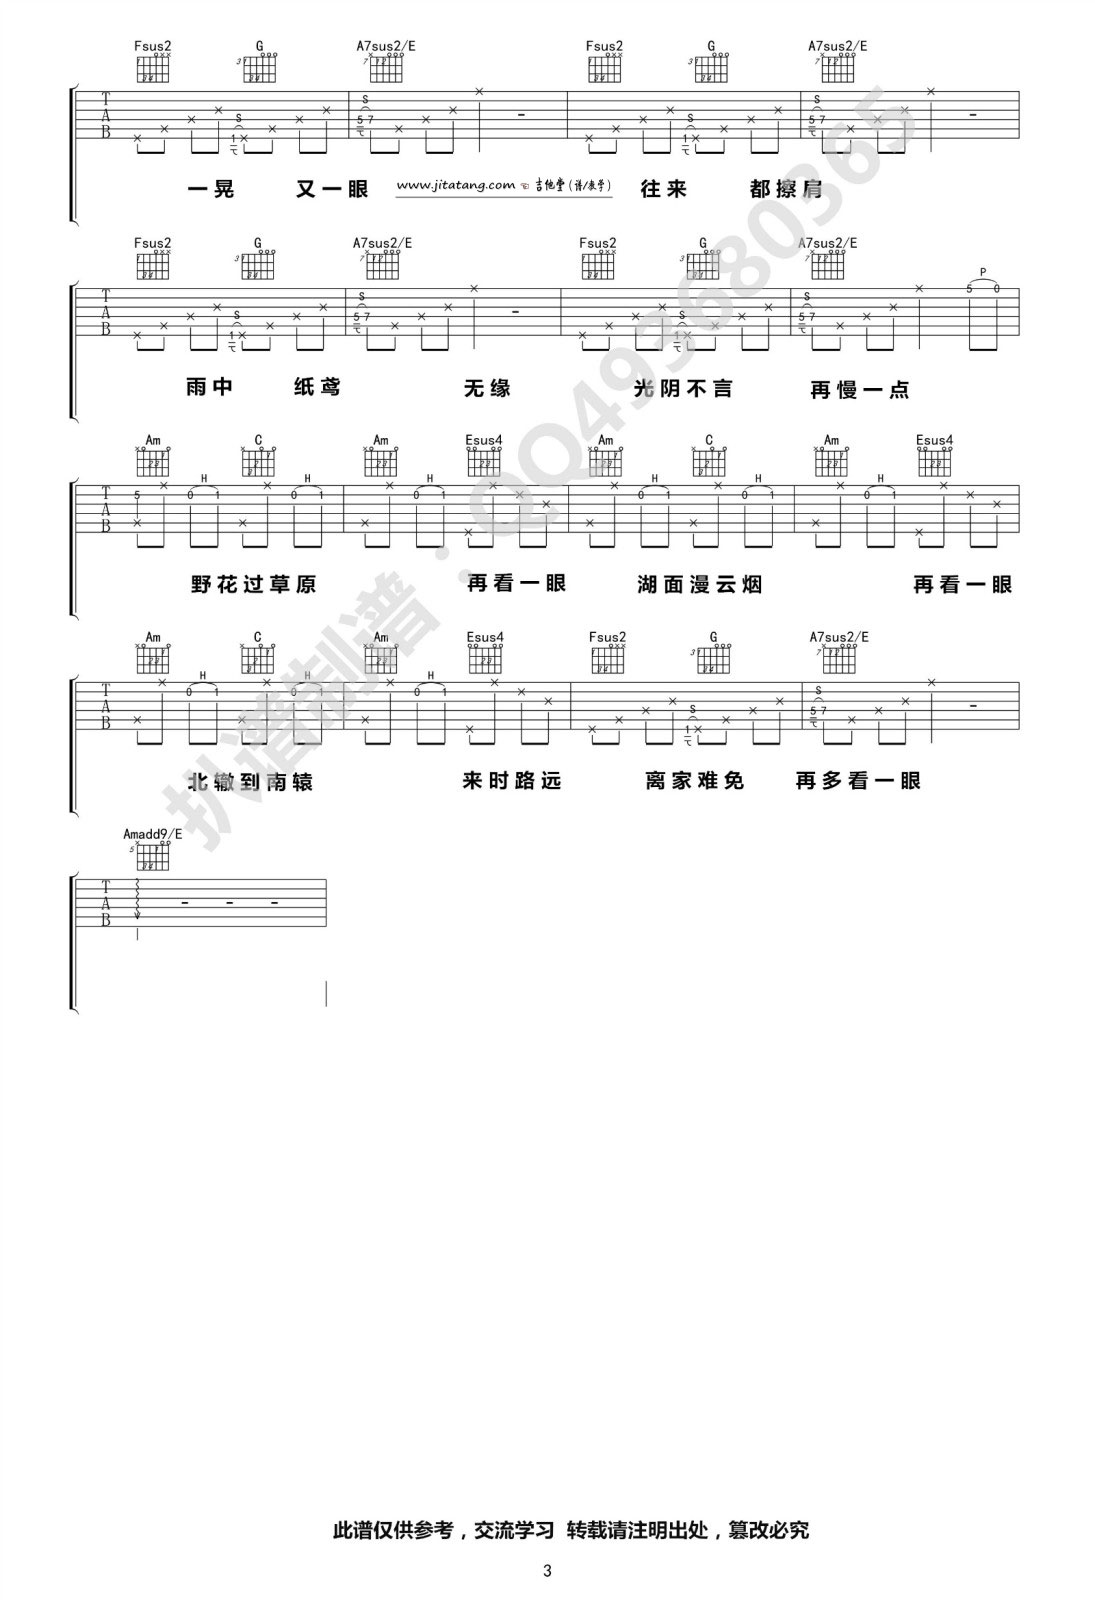 Fsus2 G A7sus2/E Fsus2 G A7sus2/E
一晃 又一眼 www.jitatang.com 吉他堂(谱/教学) 往来 都擦肩
Fsus2 G A7sus2/E Fsus2 G A7sus2/E
雨中 纸鸢 无缘 光阴不言 再慢一点
Am C Am Esus4 Am C Am Esus4
野花过草原 再看一眼 湖面漫云烟 再看一眼
Am C Am Esus4 Fsus2 G A7sus2/E
北辙到南辕 来时路远 离家难免 再多看一眼
Amadd9/E
扒谱制谱：QQ493680365
此谱仅供参考，交流学习 转载请注明出处，篡改必究
3